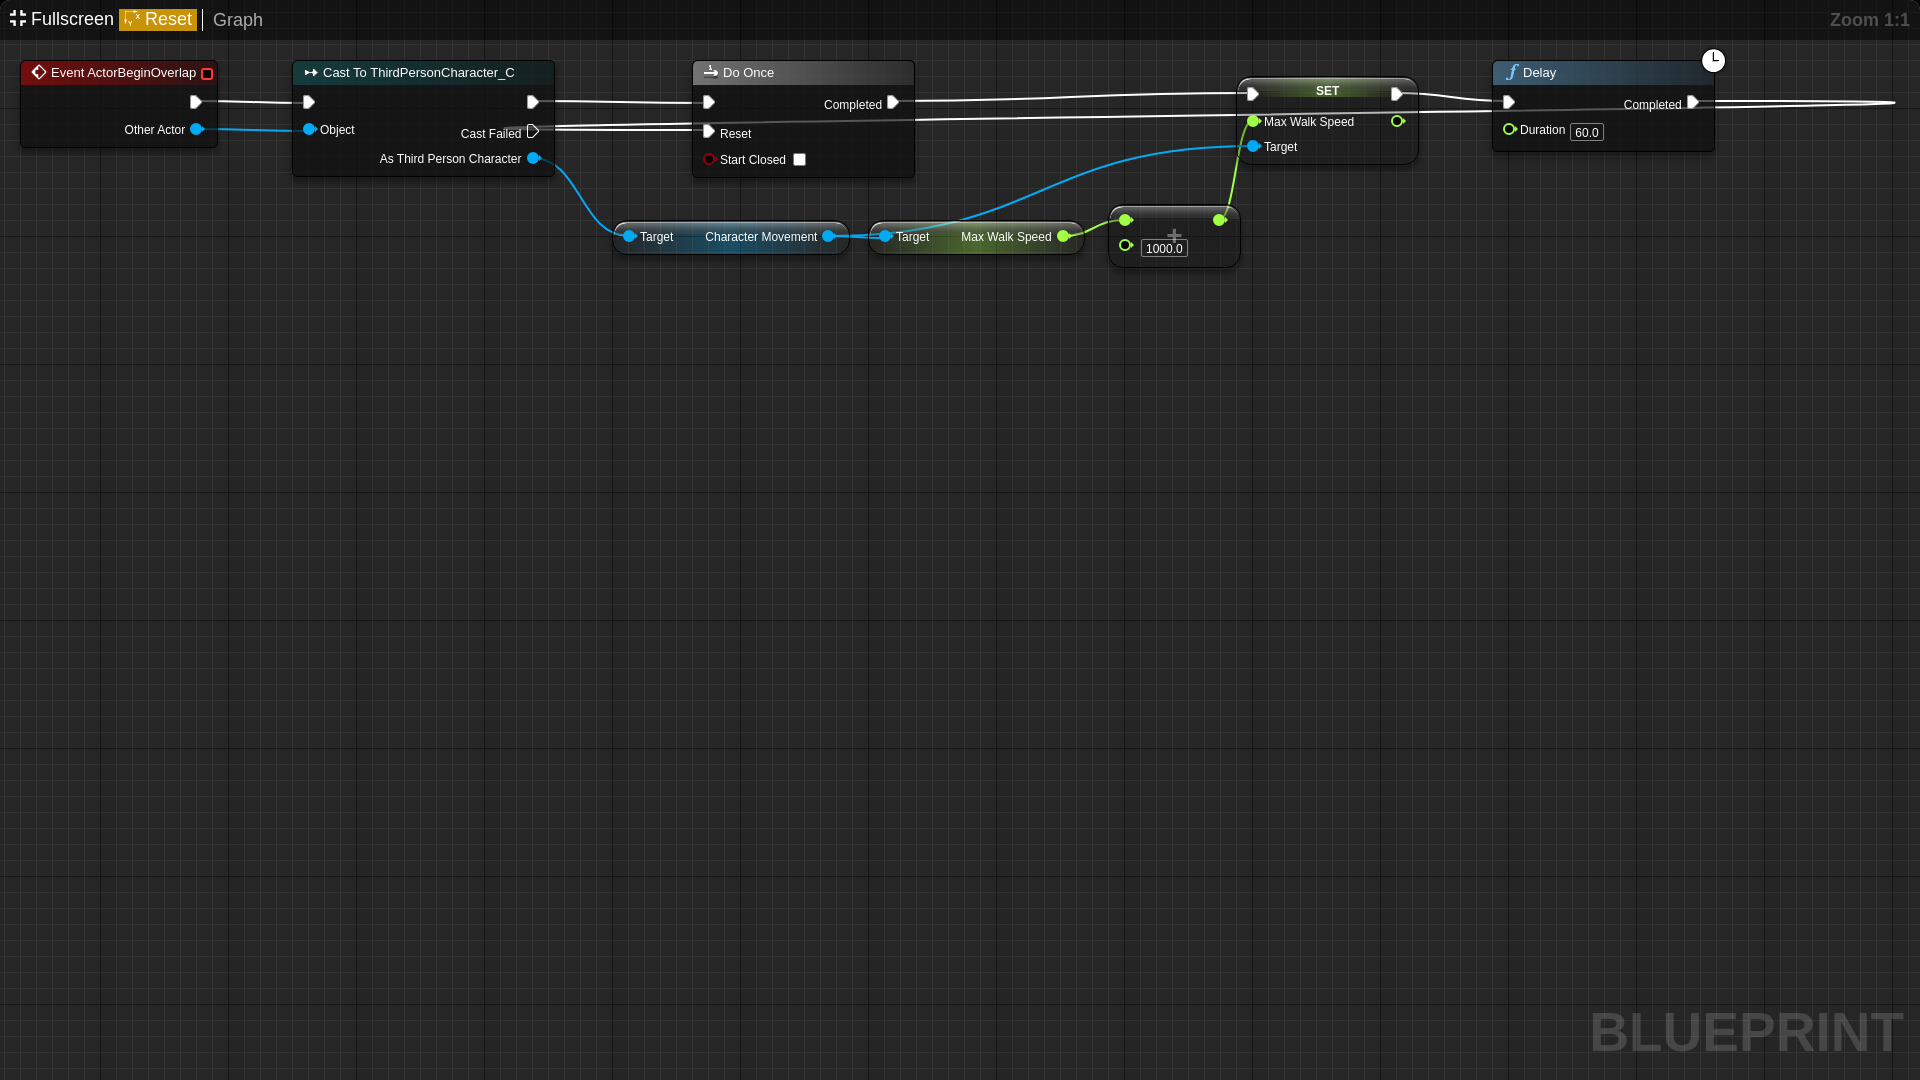 Fullscreen Reset Graph
Zoom 1:1
Event ActorBeginOverlap
Other Actor
Cast To ThirdPersonCharacter_C
Object
Cast Failed
As Third Person Character
Do Once
Completed
Reset
Start Closed
SET
Max Walk Speed
Target
Delay
Completed
Duration 60.0
Target Character Movement
Target Max Walk Speed
+
1000.0
BLUEPRINT